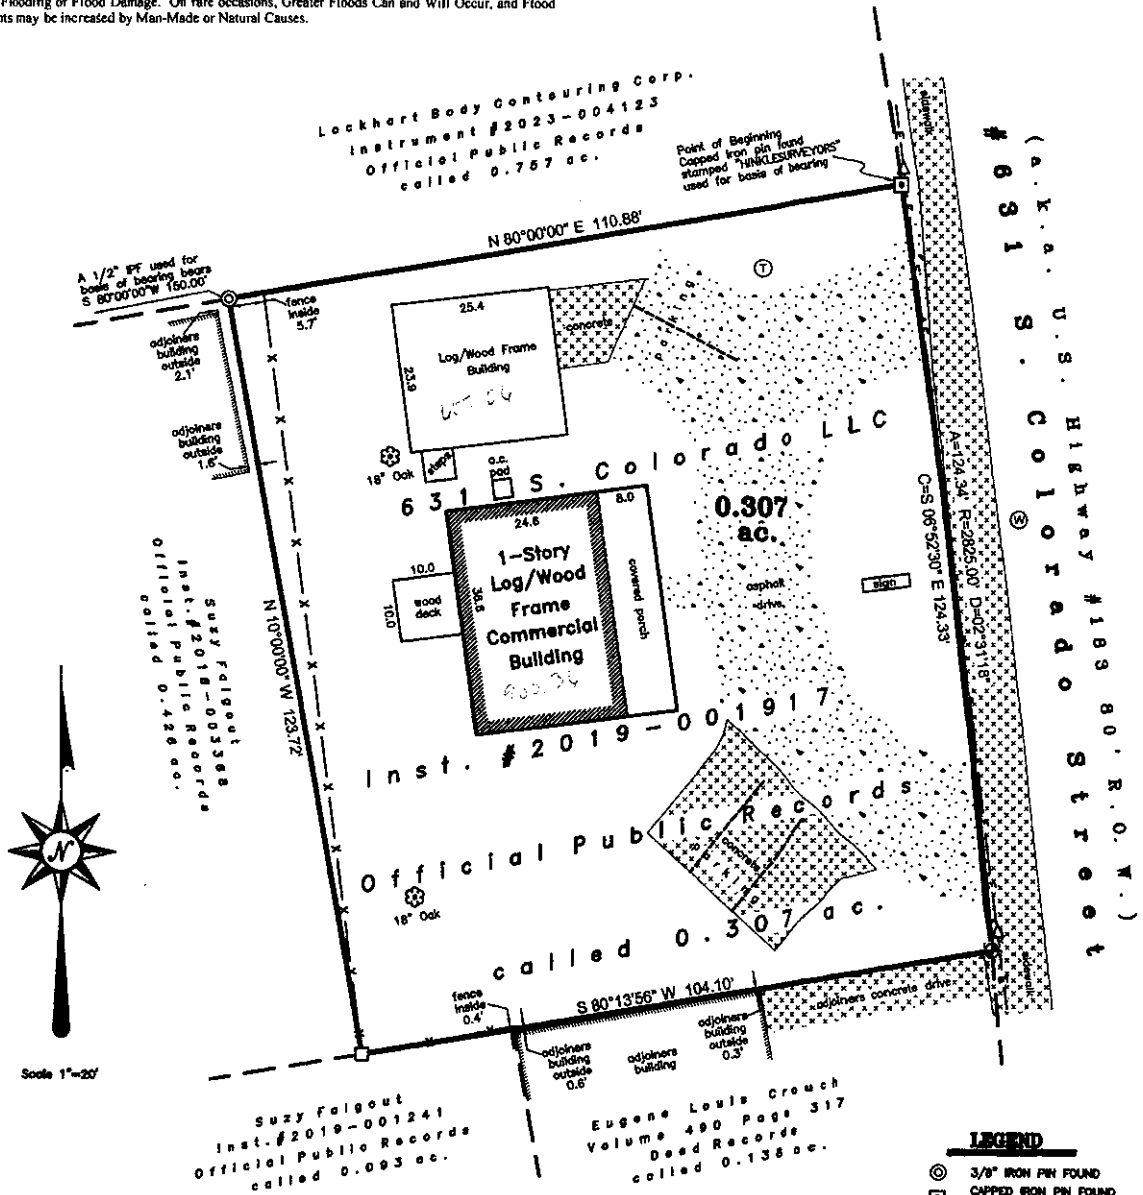 Flooding or Flood Damage. On rare occasions, Greater Floods Can and Will Occur, and Flood
nts may be increased by Man-Made or Natural Causes.
Lockhart Body Contouring Corp.
Instrument #2023-004123
Official Public Records
called 0.757 ac.
Point of Beginning
Capped iron pin found
stamped "HINKLESURVEYORS"
used for basis of bearing
sidewalk
N 80°00'00" E 110.88'
A 1/2" IPF used for
basis of bearing bears
S 80°00'00"W 150.00'
fence
inside
5.7'
adjoiners
building
outside
2.1'
adjoiners
building
outside
1.6'
25.4
23.9
Log/Wood Frame
Building
concrete
parking
T
18" Oak
steps
a.c.
pad
631 S. Colorado LLC
0.307
ac.
24.6
8.0
36.6
1-Story
Log/Wood
Frame
Commercial
Building
covered porch
10.0
10.0
wood
deck
asphalt
drive
sign
W
(a.k.a. U.S. Highway #183 80' R.O.W.)
#631 S. Colorado Street
A=124.34' R=2825.00' D=02°31'18"
C=S 06°52'30" E 124.33'
N 10°00'00" W 123.72'
Suzy Falgout
Inst.#2018-003368
Official Public Records
called 0.428 ac.
Inst. #2019-001917
Official Public Records
called 0.307 ac.
concrete
parking
18" Oak
N
Scale 1"=20'
fence
inside
0.4'
S 80°13'56" W 104.10'
adjoiners concrete drive
sidewalk
adjoiners
building
outside
0.6'
adjoiners
building
adjoiners
building
outside
0.3'
Suzy Falgout
Inst.#2019-001241
Official Public Records
called 0.093 ac.
Eugene Louis Crouch
Volume 490 Page 317
Deed Records
called 0.136 ac.
LEGEND
3/8" IRON PIN FOUND
CAPPED IRON PIN FOUND